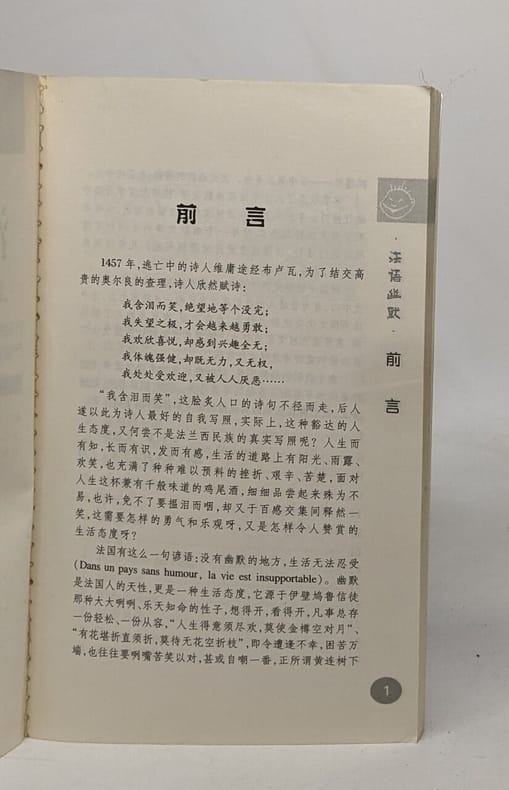 前言
1457年,逃亡中的诗人维庸途经布卢瓦,为了结交高
贵的奥尔良的查理,诗人欣然赋诗:
我含泪而笑,绝望地等个没完;
我失望之极,才会越来越勇敢;
我欢欣喜悦,却感到兴趣全无;
我体魄强健,却既无力,又无权,
我处处受欢迎,又被人人厌恶……
“我含泪而笑”,这脍炙人口的诗句不径而走,后人
遂以此为诗人最好的自我写照,实际上,这种豁达的人
生态度,又何尝不是法兰西民族的真实写照呢?人生而
有知,长而有识,发而有感,生活的道路上有阳光、雨露、
欢笑,也充满了种种难以预料的挫折、艰辛、苦楚,面对
人生这杯兼有千般味道的鸡尾酒,细细品尝起来殊为不
易,也许,免不了要揾泪而咽,却又于百感交集间释然一
笑,这需要怎样的勇气和乐观呀,又是怎样令人赞赏的
生活态度呀?
法国有这么一句谚语:没有幽默的地方,生活无法忍受
(Dans un pays sans humour, la vie est insupportable)。幽默
是法国人的天性,更是一种生活态度,它源于伊壁鸠鲁信徒
那种大大咧咧、乐天知命的性子,想得开,看得开,凡事总存
一份轻松、一份从容,“人生得意须尽欢,莫使金樽空对月”、
“有花堪折直须折,莫待无花空折枝”,即令遭逢不幸,困苦万
端,也往往要咧嘴苦笑以对,甚或自嘲一番,正所谓黄连树下
·法语幽默·前言
1